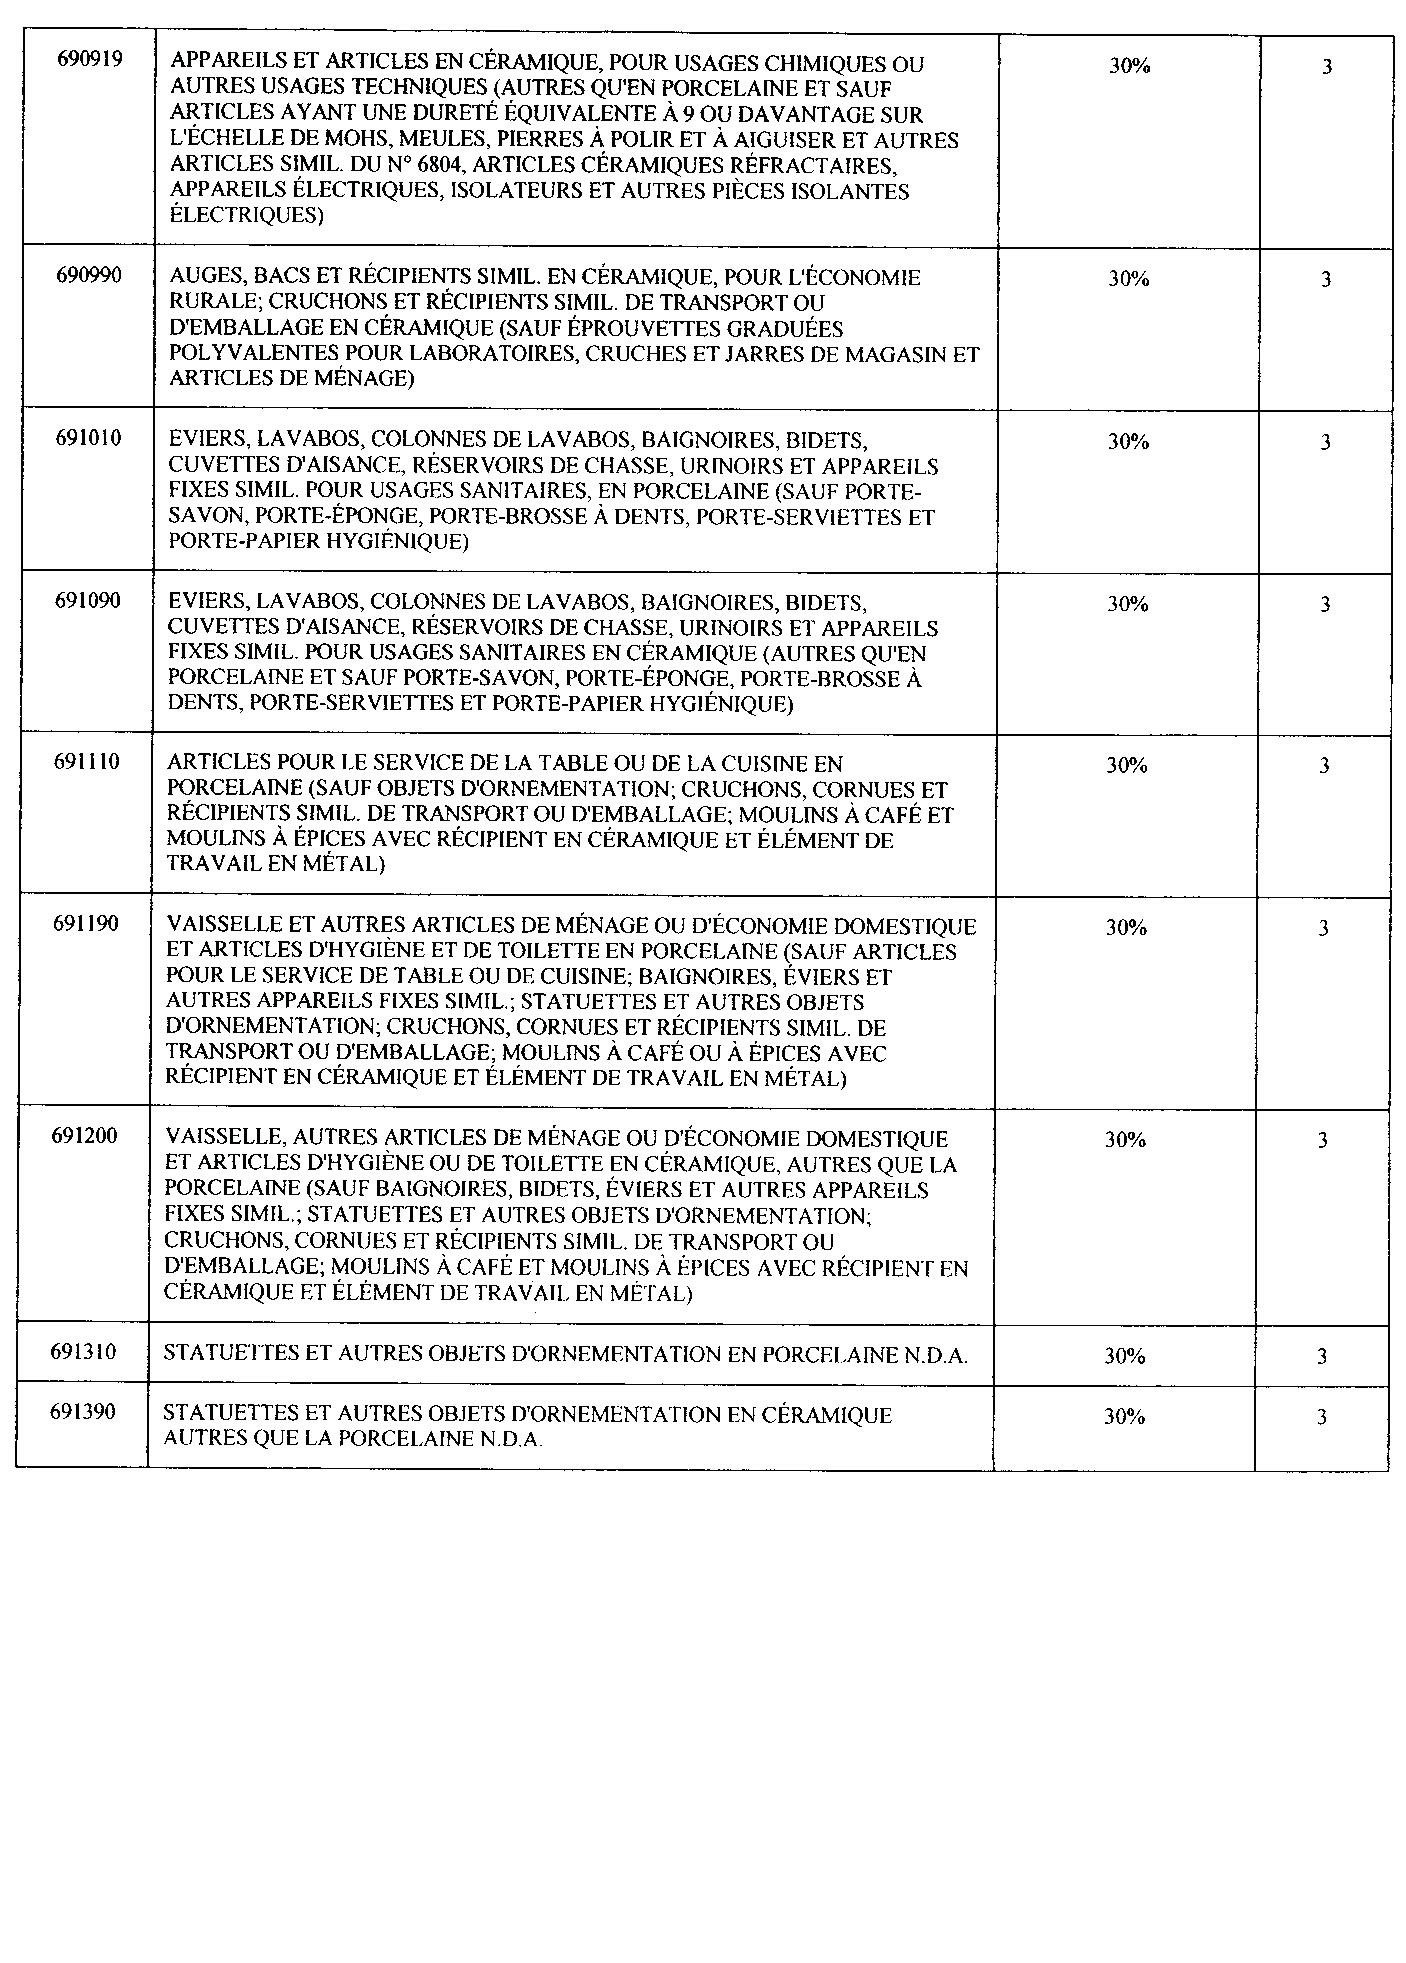 690919 APPAREILS ET ARTICLES EN CÉRAMIQUE, POUR USAGES CHIMIQUES OU 30% 3
AUTRES USAGES TECHNIQUES (AUTRES QU'EN PORCELAINE ET SAUF
ARTICLES AYANT UNE DURETÉ ÉQUIVALENTE À 9 OU DAVANTAGE SUR
L'ÉCHELLE DE MOHS, MEULES, PIERRES À POLIR ET À AIGUISER ET AUTRES
ARTICLES SIMIL. DU N° 6804, ARTICLES CÉRAMIQUES RÉFRACTAIRES,
APPAREILS ÉLECTRIQUES, ISOLATEURS ET AUTRES PIÈCES ISOLANTES
ÉLECTRIQUES)
690990 AUGES, BACS ET RÉCIPIENTS SIMIL. EN CÉRAMIQUE, POUR L'ÉCONOMIE 30% 3
RURALE; CRUCHONS ET RÉCIPIENTS SIMIL. DE TRANSPORT OU
D'EMBALLAGE EN CÉRAMIQUE (SAUF ÉPROUVETTES GRADUÉES
POLYVALENTES POUR LABORATOIRES, CRUCHES ET JARRES DE MAGASIN ET
ARTICLES DE MÉNAGE)
691010 EVIERS, LAVABOS, COLONNES DE LAVABOS, BAIGNOIRES, BIDETS, 30% 3
CUVETTES D'AISANCE, RÉSERVOIRS DE CHASSE, URINOIRS ET APPAREILS
FIXES SIMIL. POUR USAGES SANITAIRES, EN PORCELAINE (SAUF PORTE-
SAVON, PORTE-ÉPONGE, PORTE-BROSSE À DENTS, PORTE-SERVIETTES ET
PORTE-PAPIER HYGIÉNIQUE)
691090 EVIERS, LAVABOS, COLONNES DE LAVABOS, BAIGNOIRES, BIDETS, 30% 3
CUVETTES D'AISANCE, RÉSERVOIRS DE CHASSE, URINOIRS ET APPAREILS
FIXES SIMIL. POUR USAGES SANITAIRES EN CÉRAMIQUE (AUTRES QU'EN
PORCELAINE ET SAUF PORTE-SAVON, PORTE-ÉPONGE, PORTE-BROSSE À
DENTS, PORTE-SERVIETTES ET PORTE-PAPIER HYGIÉNIQUE)
691110 ARTICLES POUR LE SERVICE DE LA TABLE OU DE LA CUISINE EN 30% 3
PORCELAINE (SAUF OBJETS D'ORNEMENTATION; CRUCHONS, CORNUES ET
RÉCIPIENTS SIMIL. DE TRANSPORT OU D'EMBALLAGE; MOULINS À CAFÉ ET
MOULINS À ÉPICES AVEC RÉCIPIENT EN CÉRAMIQUE ET ÉLÉMENT DE
TRAVAIL EN MÉTAL)
691190 VAISSELLE ET AUTRES ARTICLES DE MÉNAGE OU D'ÉCONOMIE DOMESTIQUE 30% 3
ET ARTICLES D'HYGIÈNE ET DE TOILETTE EN PORCELAINE (SAUF ARTICLES
POUR LE SERVICE DE TABLE OU DE CUISINE; BAIGNOIRES, ÉVIERS ET
AUTRES APPAREILS FIXES SIMIL.; STATUETTES ET AUTRES OBJETS
D'ORNEMENTATION; CRUCHONS, CORNUES ET RÉCIPIENTS SIMIL. DE
TRANSPORT OU D'EMBALLAGE; MOULINS À CAFÉ OU À ÉPICES AVEC
RÉCIPIENT EN CÉRAMIQUE ET ÉLÉMENT DE TRAVAIL EN MÉTAL)
691200 VAISSELLE, AUTRES ARTICLES DE MÉNAGE OU D'ÉCONOMIE DOMESTIQUE 30% 3
ET ARTICLES D'HYGIÈNE OU DE TOILETTE EN CÉRAMIQUE, AUTRES QUE LA
PORCELAINE (SAUF BAIGNOIRES, BIDETS, ÉVIERS ET AUTRES APPAREILS
FIXES SIMIL.; STATUETTES ET AUTRES OBJETS D'ORNEMENTATION;
CRUCHONS, CORNUES ET RÉCIPIENTS SIMIL. DE TRANSPORT OU
D'EMBALLAGE; MOULINS À CAFÉ ET MOULINS À ÉPICES AVEC RÉCIPIENT EN
CÉRAMIQUE ET ÉLÉMENT DE TRAVAIL EN MÉTAL)
691310 STATUETTES ET AUTRES OBJETS D'ORNEMENTATION EN PORCELAINE N.D.A. 30% 3
691390 STATUETTES ET AUTRES OBJETS D'ORNEMENTATION EN CÉRAMIQUE 30% 3
AUTRES QUE LA PORCELAINE N.D.A.